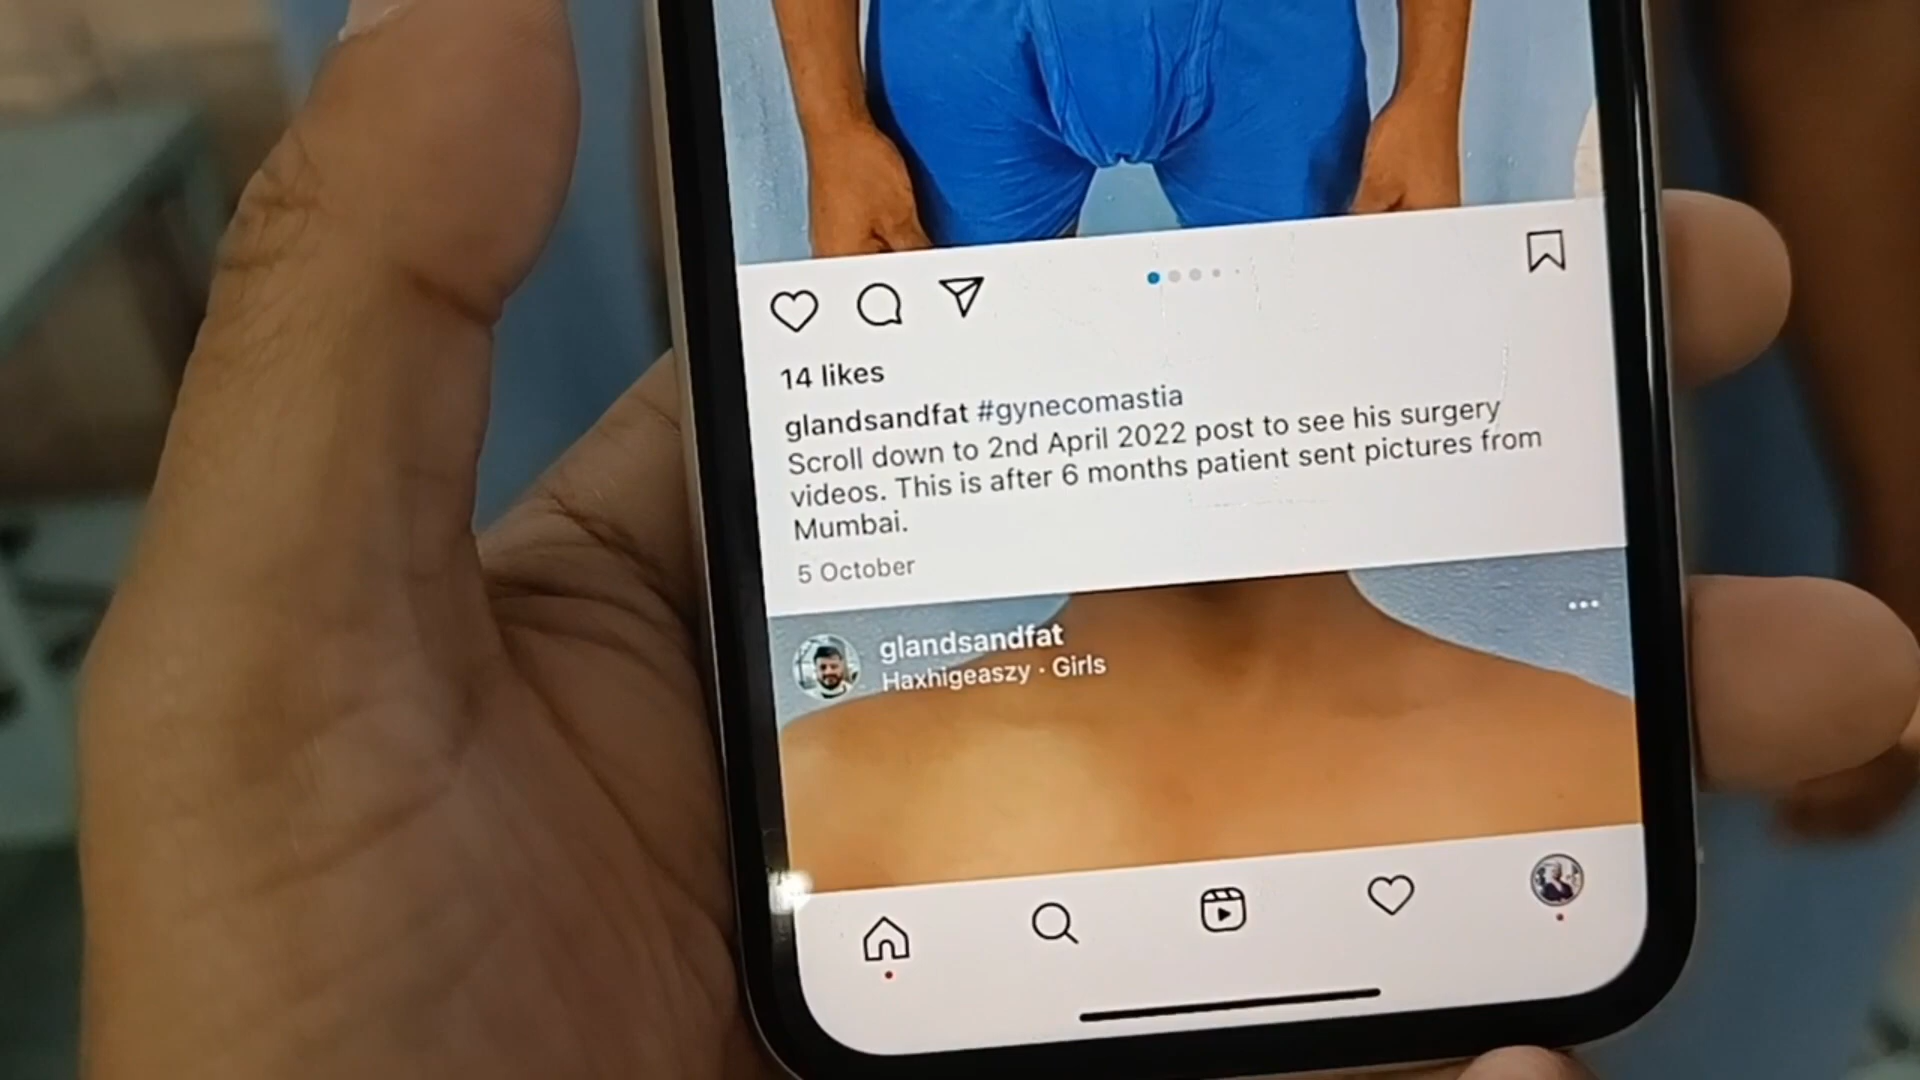 14 likes
glandsandfat #gynecomastia
Scroll down to 2nd April 2022 post to see his surgery
videos. This is after 6 months patient sent pictures from
Mumbai.
5 October
glandsandfat
Haxhigeaszy · Girls